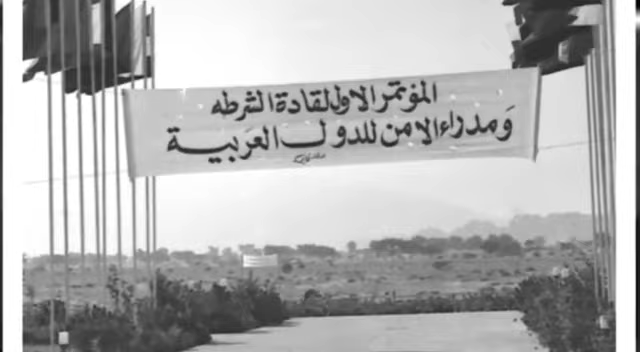 المؤتمر الاول لقادة الشرطه
ومدراء الامن للدول العربية